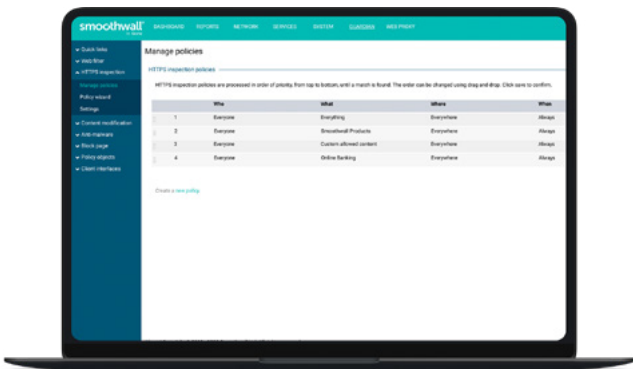 smoothwall
DASHBOARD REPORTS NETWORK SERVICES SYSTEM GUARDIAN WEB PROXY
Quick links
Web filter
HTTPS inspection
Manage policies
Policy wizard
Settings
Content modification
Anti-malware
Block page
Policy objects
Client interfaces
Manage policies
HTTPS inspection policies
HTTPS inspection policies are processed in order of priority, from top to bottom, until a match is found. The order can be changed using drag and drop. Click save to confirm.
Who What Where When
1 Everyone Everything Everywhere Always
2 Everyone Smoothwall Products Everywhere Always
3 Everyone Custom allowed content Everywhere Always
4 Everyone Online Banking Everywhere Always
Create a new policy